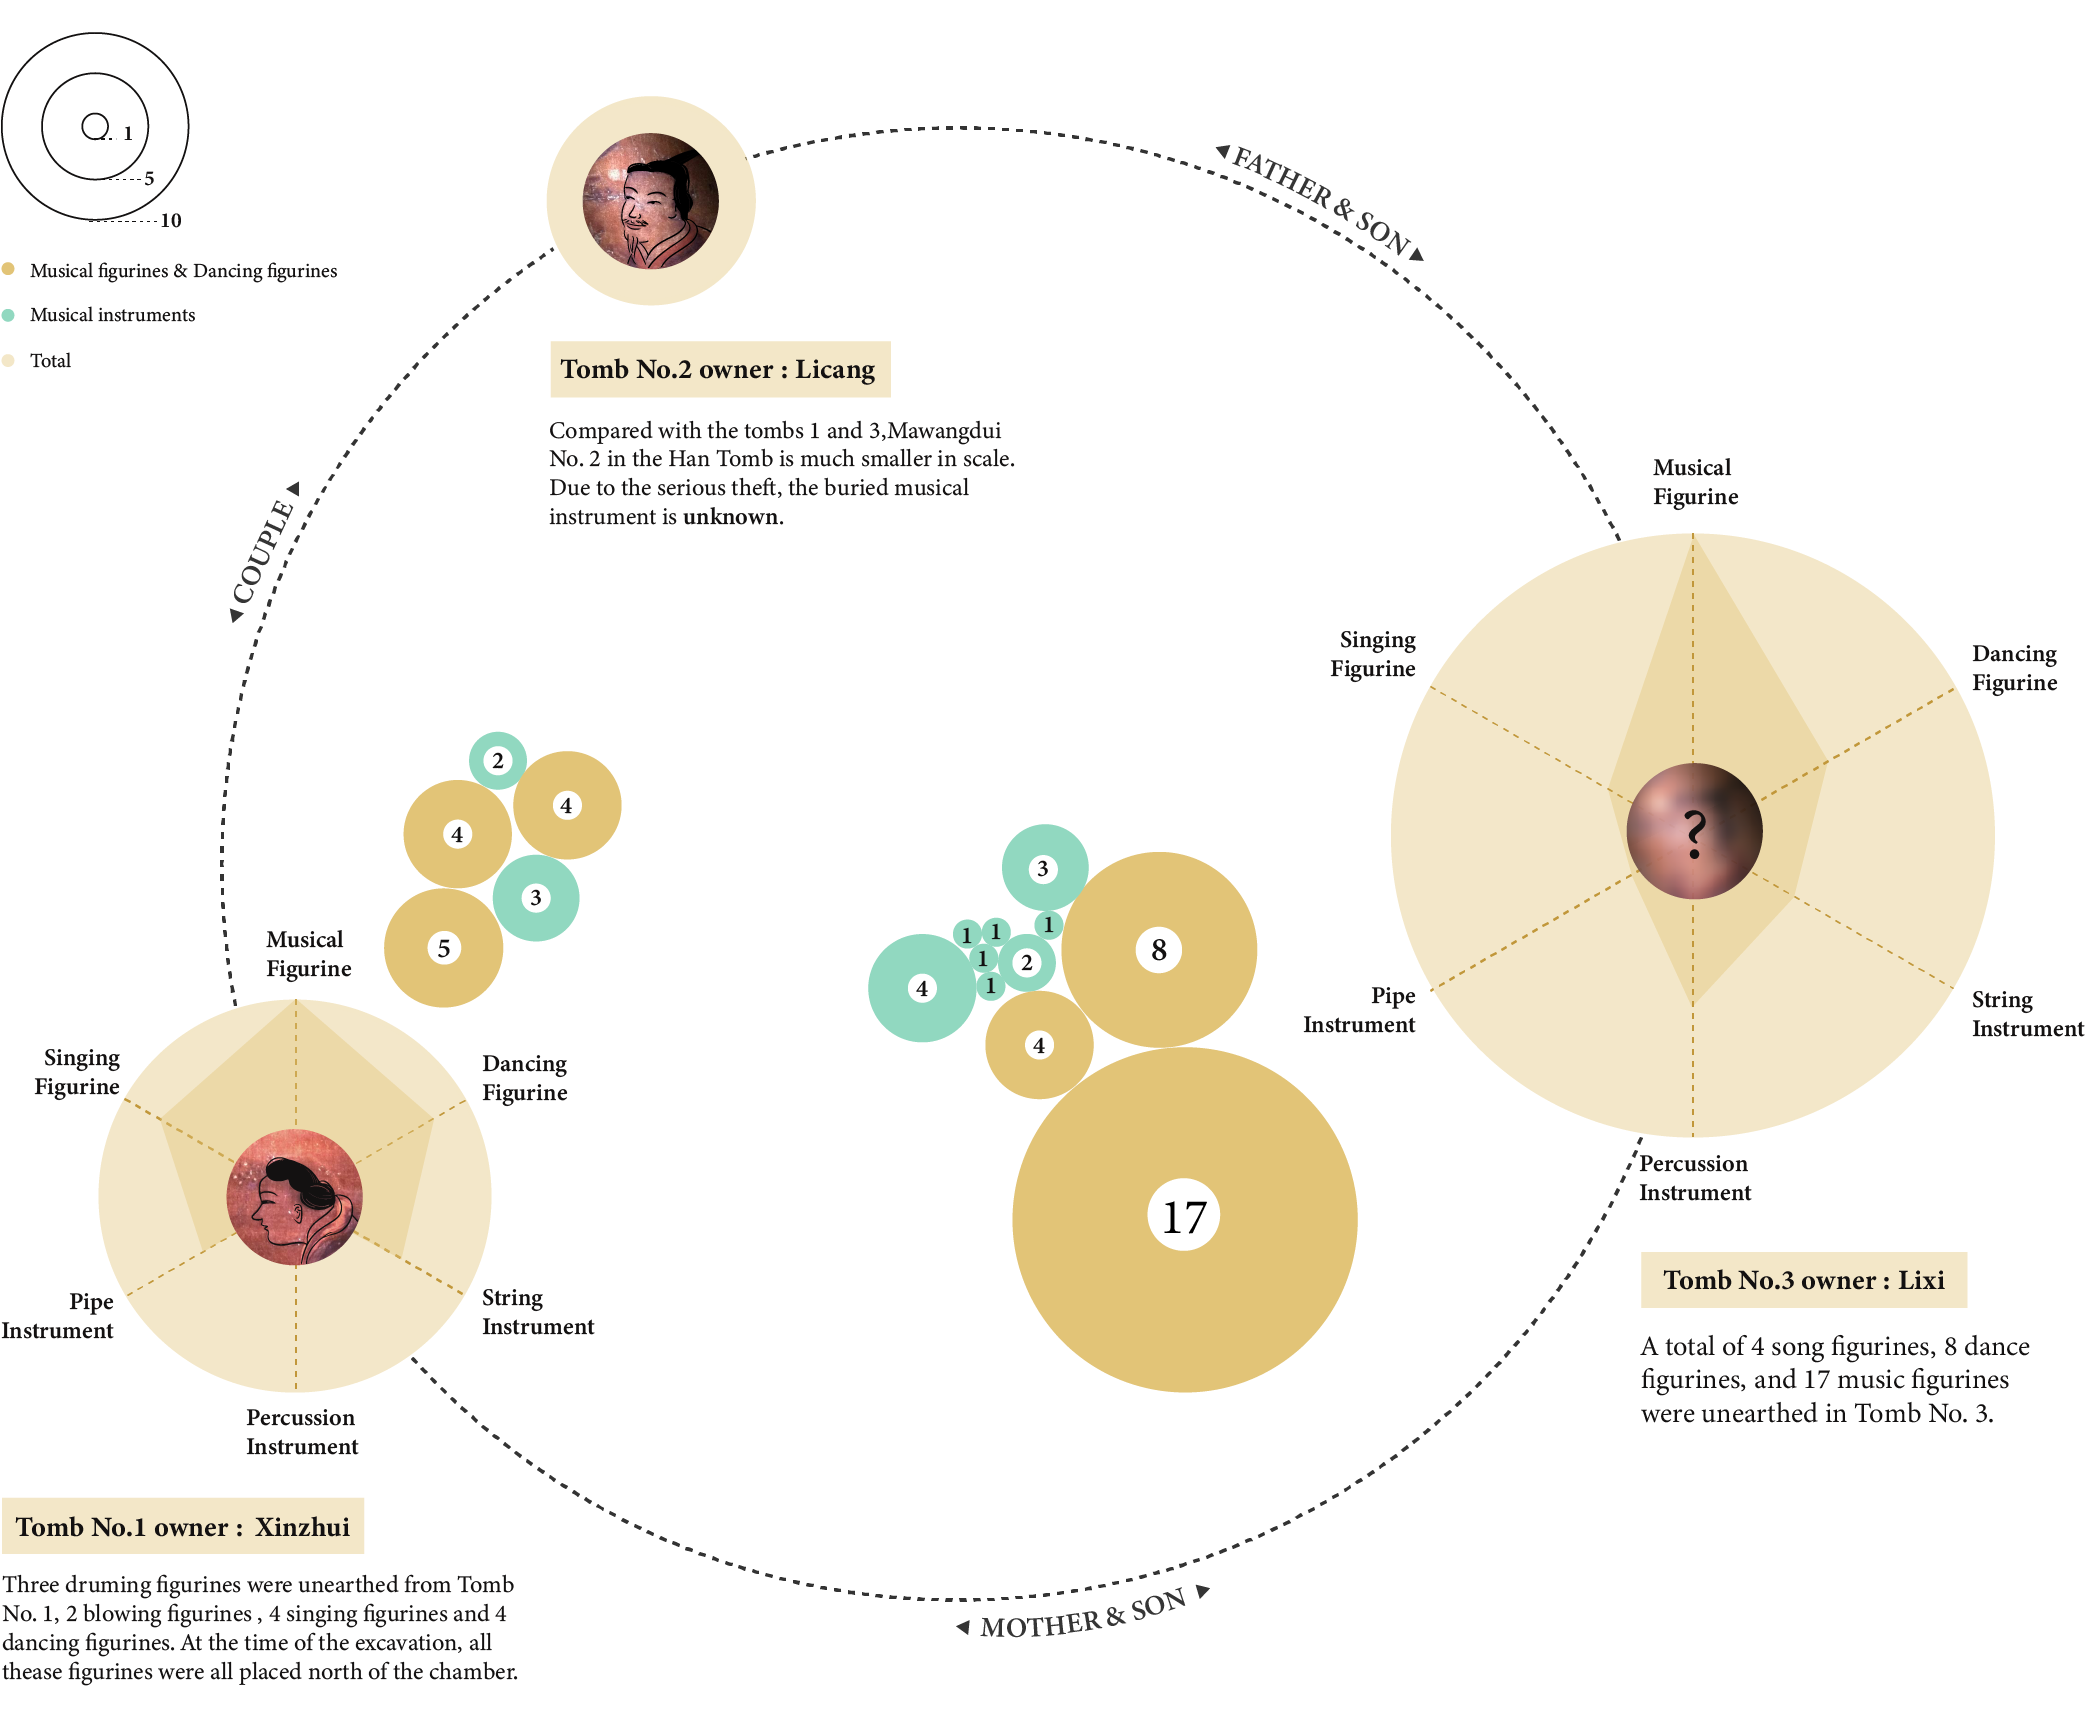 1
5
10
Musical figurines & Dancing figurines
Musical instruments
Total
FATHER & SON
Tomb No.2 owner : Licang
Compared with the tombs 1 and 3,Mawangdui
No. 2 in the Han Tomb is much smaller in scale.
Due to the serious theft, the buried musical
instrument is unknown.
COUPLE
Musical
Figurine
Singing
Figurine
Dancing
Figurine
?
Pipe
Instrument
String
Instrument
Percussion
Instrument
2
4
4
3
5
3
1
1
1
8
1
2
4
1
4
17
Musical
Figurine
Singing
Figurine
Dancing
Figurine
Pipe
Instrument
String
Instrument
Percussion
Instrument
Tomb No.3 owner : Lixi
A total of 4 song figurines, 8 dance
figurines, and 17 music figurines
were unearthed in Tomb No. 3.
Tomb No.1 owner : Xinzhui
Three druming figurines were unearthed from Tomb
No. 1, 2 blowing figurines , 4 singing figurines and 4
dancing figurines. At the time of the excavation, all
thease figurines were all placed north of the chamber.
MOTHER & SON